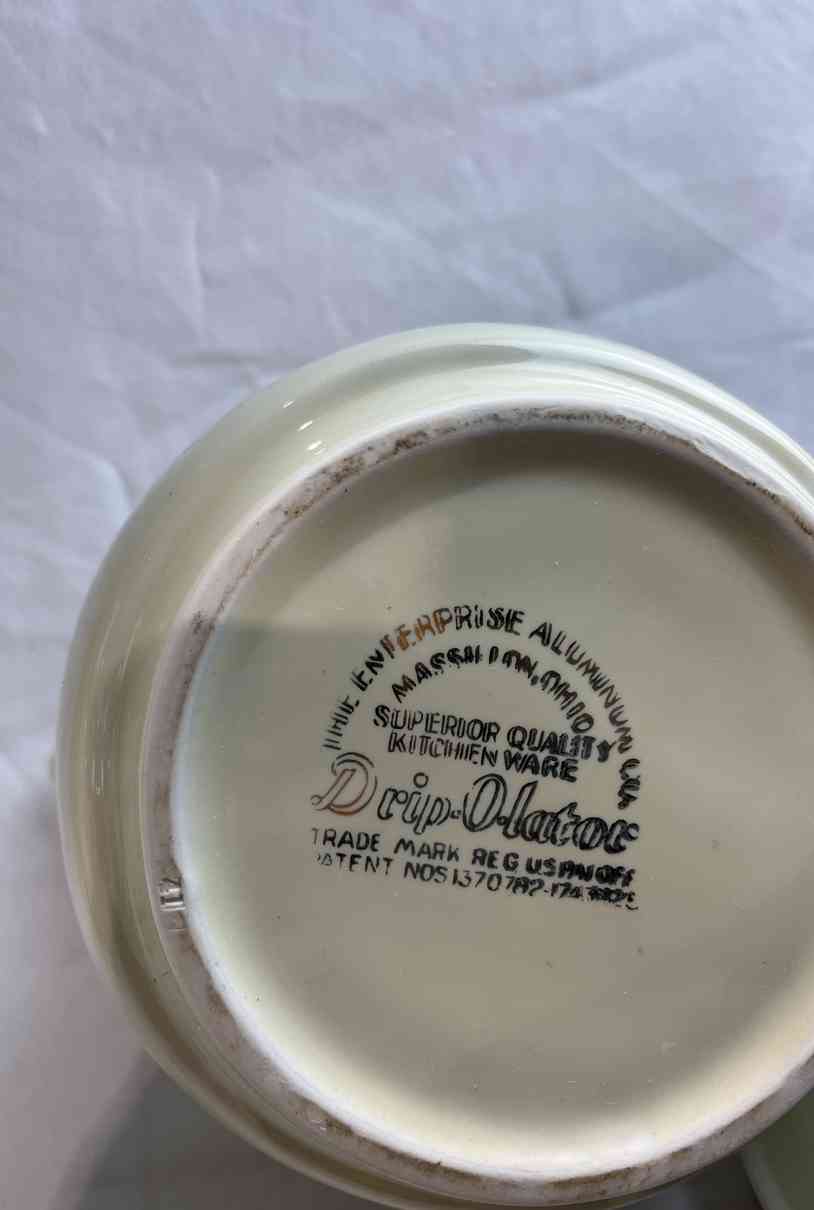 THE ENTERPRISE ALUMINUM CO.
MASSILLON, OHIO
SUPERIOR QUALITY
KITCHEN WARE
Drip-O-lator
TRADE MARK REG US PAT OFF
PATENT NOS 1370782-